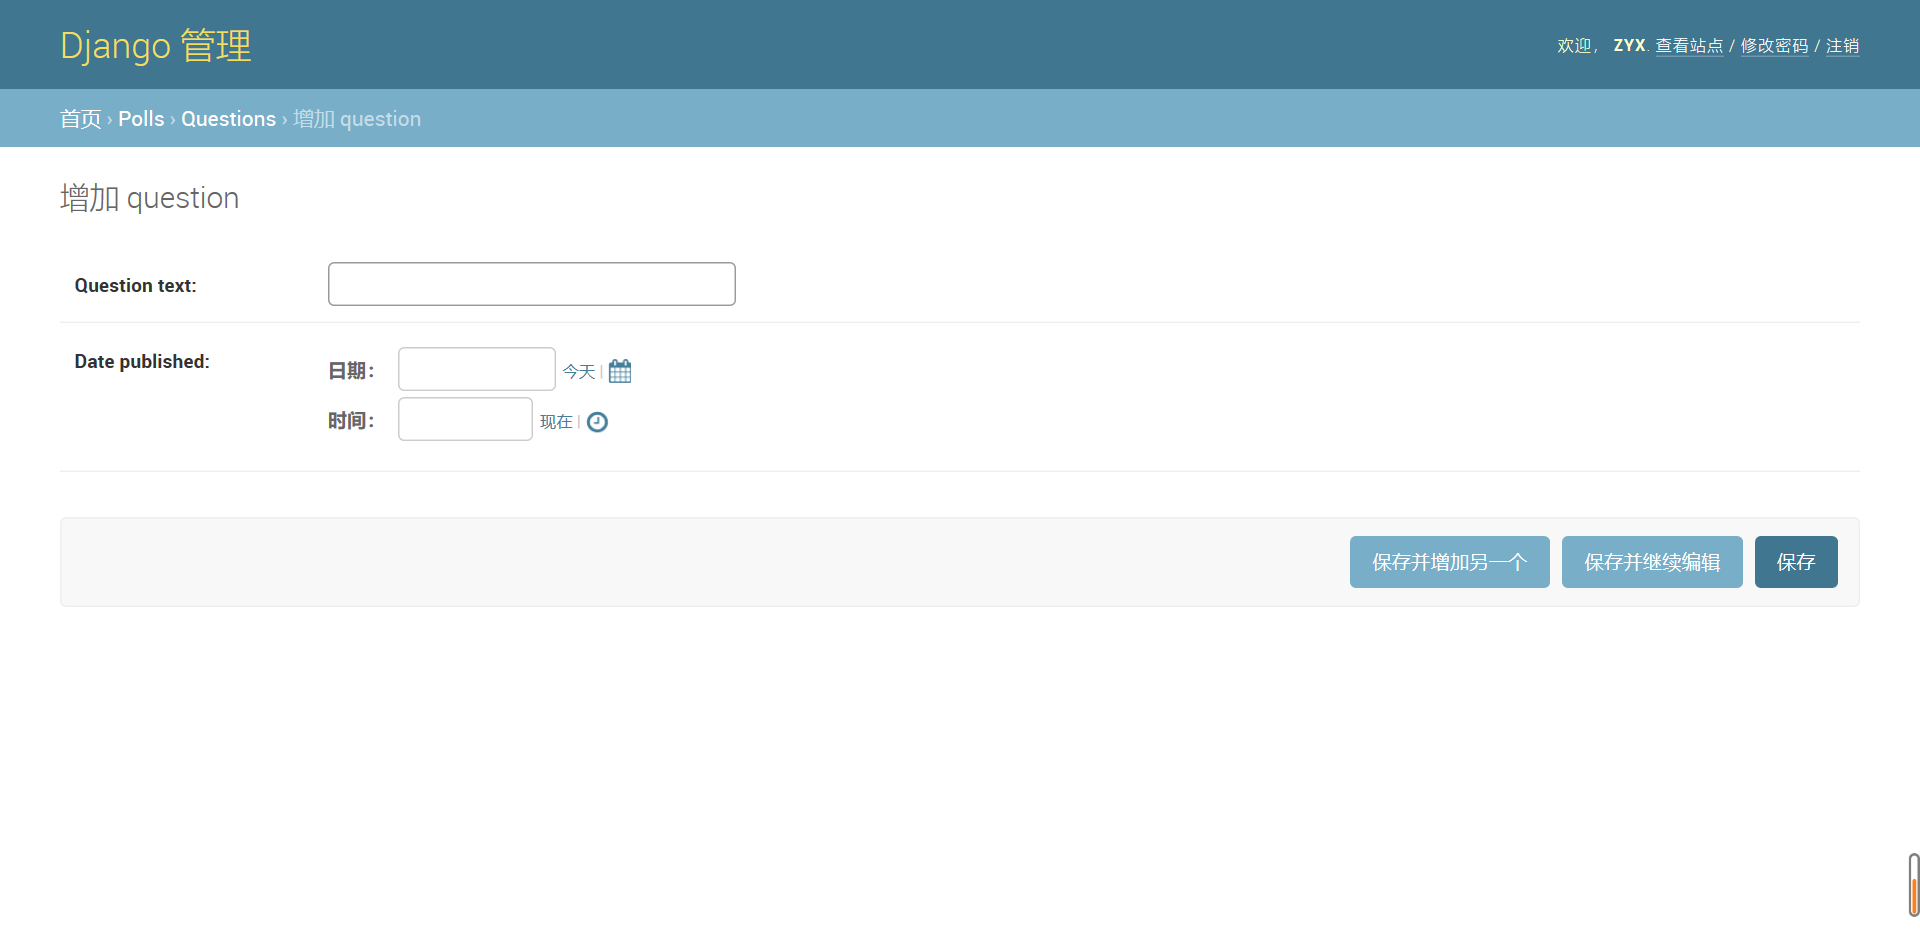 Django 管理
欢迎， ZYX. 查看站点 / 修改密码 / 注销
首页 › Polls › Questions › 增加 question
增加 question
Question text:
Date published:
日期：
今天 |
时间：
现在 |
保存并增加另一个
保存并继续编辑
保存